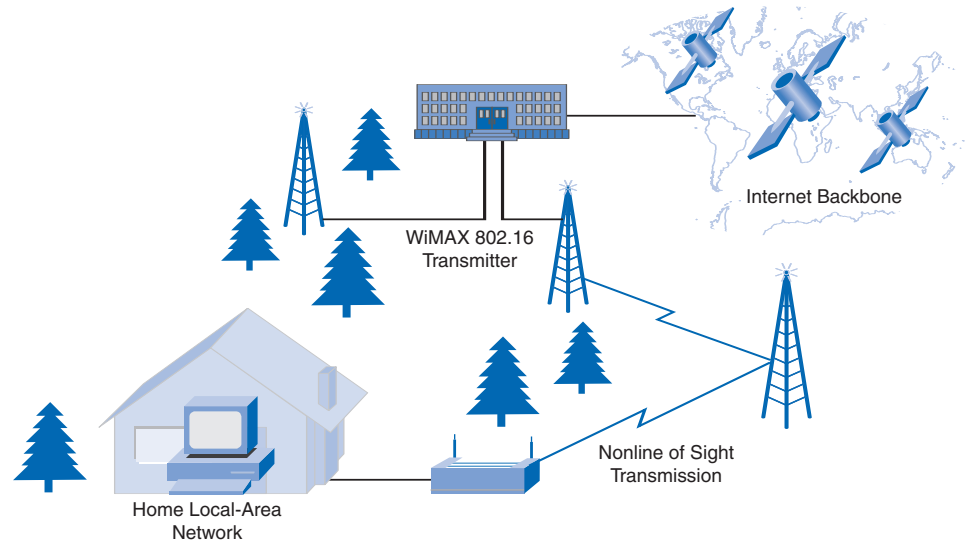 Internet Backbone
WiMAX 802.16
Transmitter
Nonline of Sight
Transmission
Home Local-Area
Network